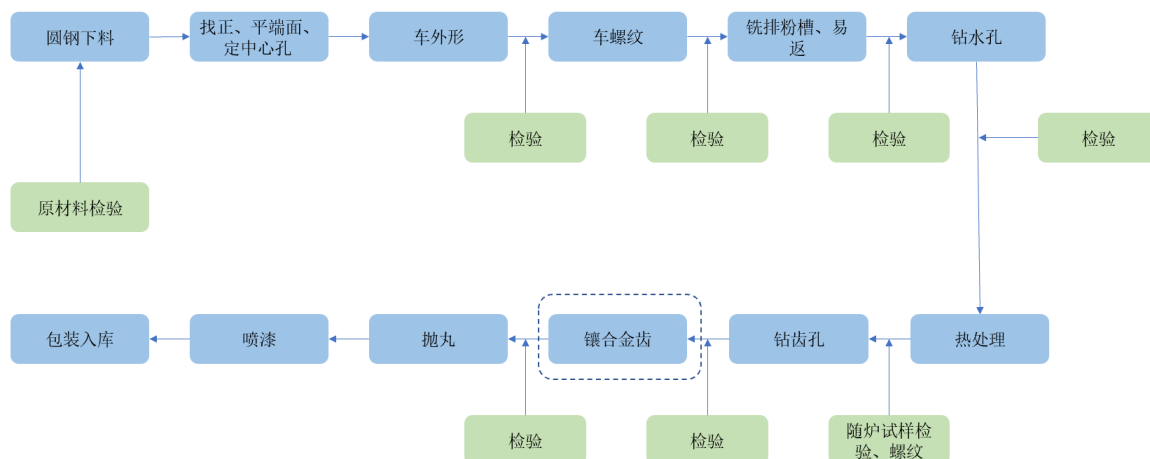 圆钢下料
找正、平端面、
定中心孔
车外形
车螺纹
铣排粉槽、易
返
钻水孔
检验
检验
检验
检验
原材料检验
包装入库
喷漆
抛丸
镶合金齿
钻齿孔
热处理
检验
检验
随炉试样检
验、螺纹